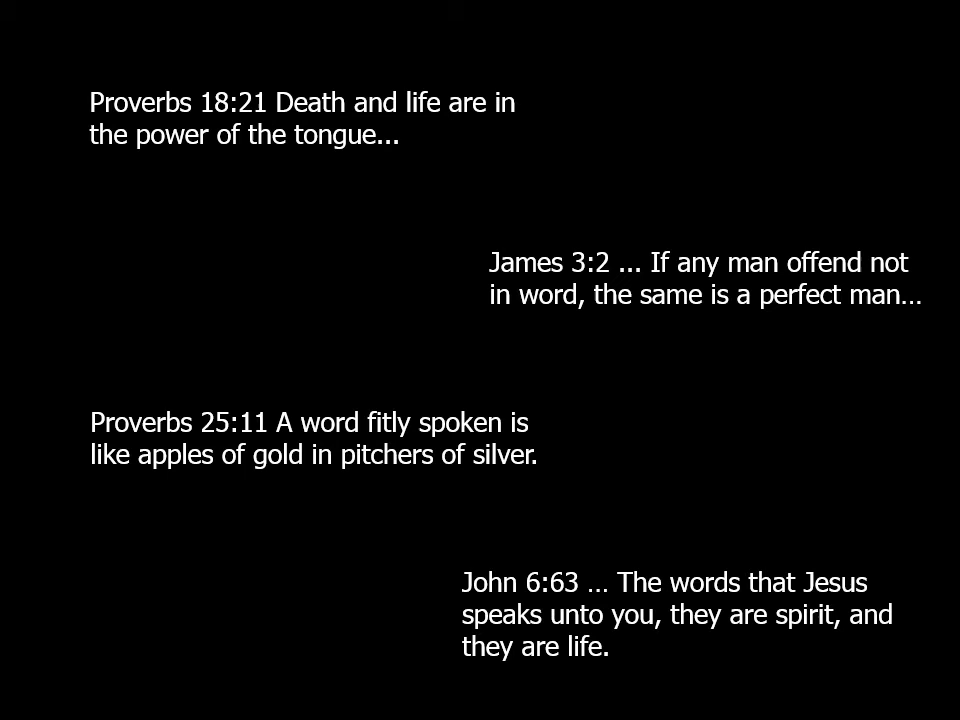 Proverbs 18:21 Death and life are in
the power of the tongue...
James 3:2 ... If any man offend not
in word, the same is a perfect man…
Proverbs 25:11 A word fitly spoken is
like apples of gold in pitchers of silver.
John 6:63 … The words that Jesus
speaks unto you, they are spirit, and
they are life.